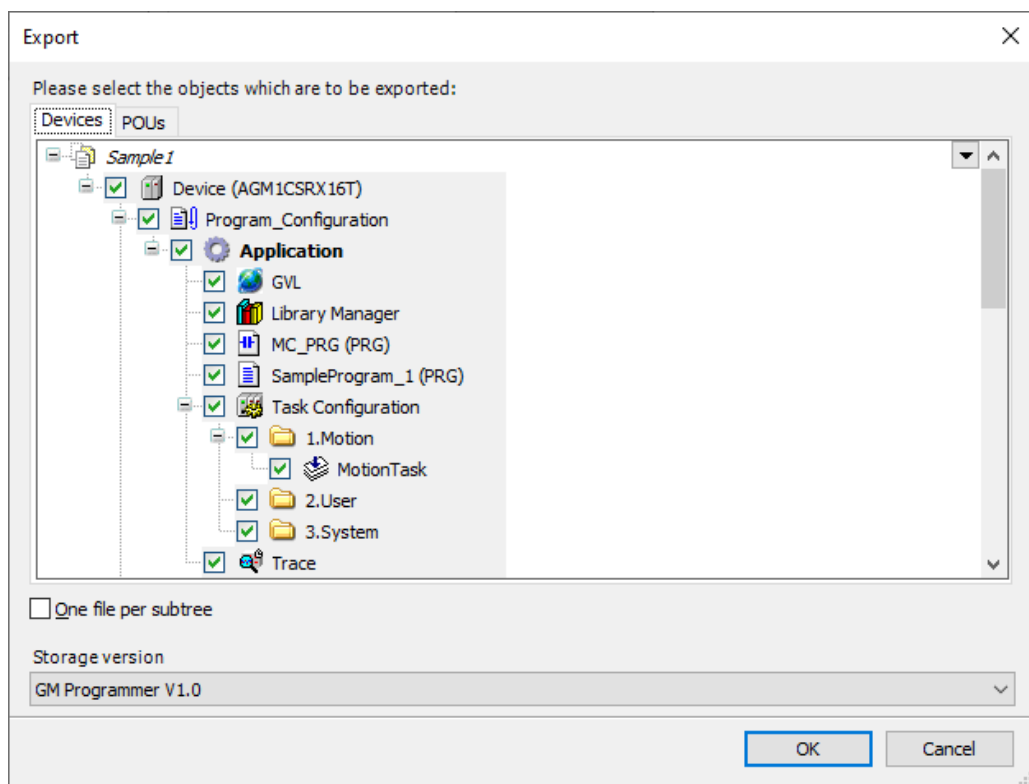 Export
Please select the objects which are to be exported:
Devices POUs
Sample1
Device (AGM1CSRX16T)
Program_Configuration
Application
GVL
Library Manager
MC_PRG (PRG)
SampleProgram_1 (PRG)
Task Configuration
1.Motion
MotionTask
2.User
3.System
Trace
One file per subtree
Storage version
GM Programmer V1.0
OK Cancel